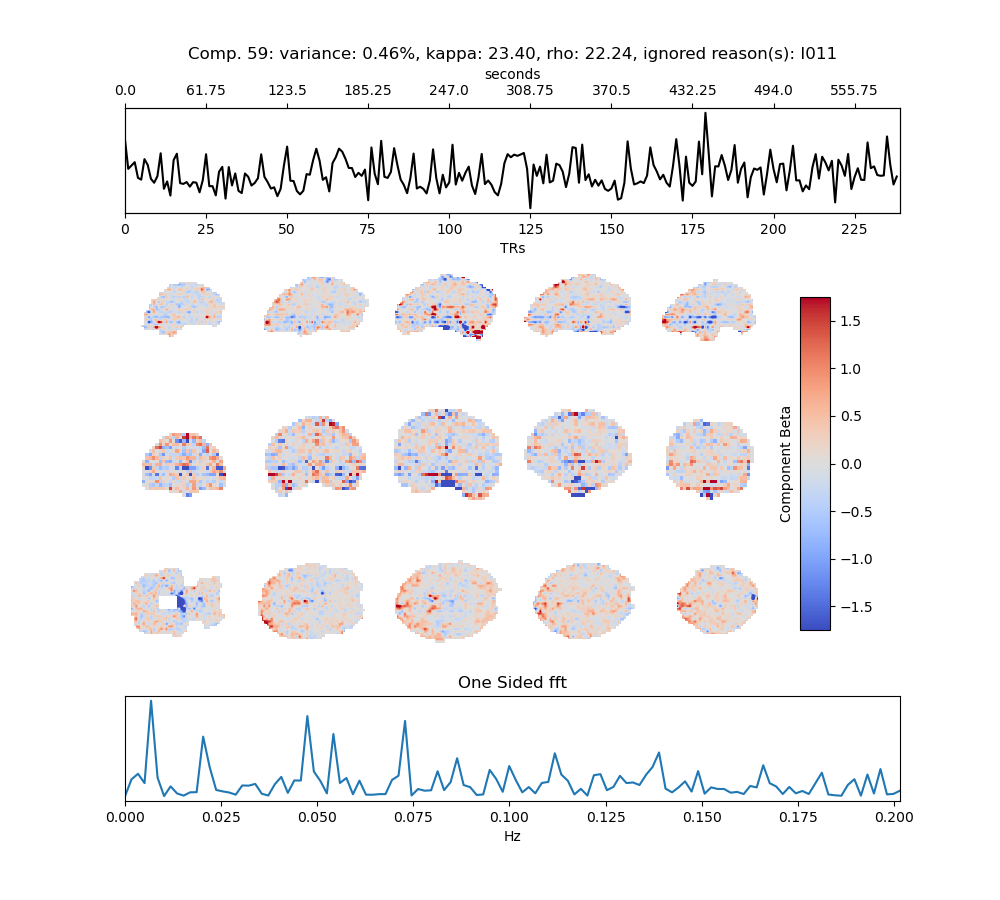 Comp. 59: variance: 0.46%, kappa: 23.40, rho: 22.24, ignored reason(s): I011
seconds
0.0 61.75 123.5 185.25 247.0 308.75 370.5 432.25 494.0 555.75
0 25 50 75 100 125 150 175 200 225
TRs
1.5
1.0
0.5
0.0
−0.5
−1.0
−1.5
Component Beta
One Sided fft
0.000 0.025 0.050 0.075 0.100 0.125 0.150 0.175 0.200
Hz